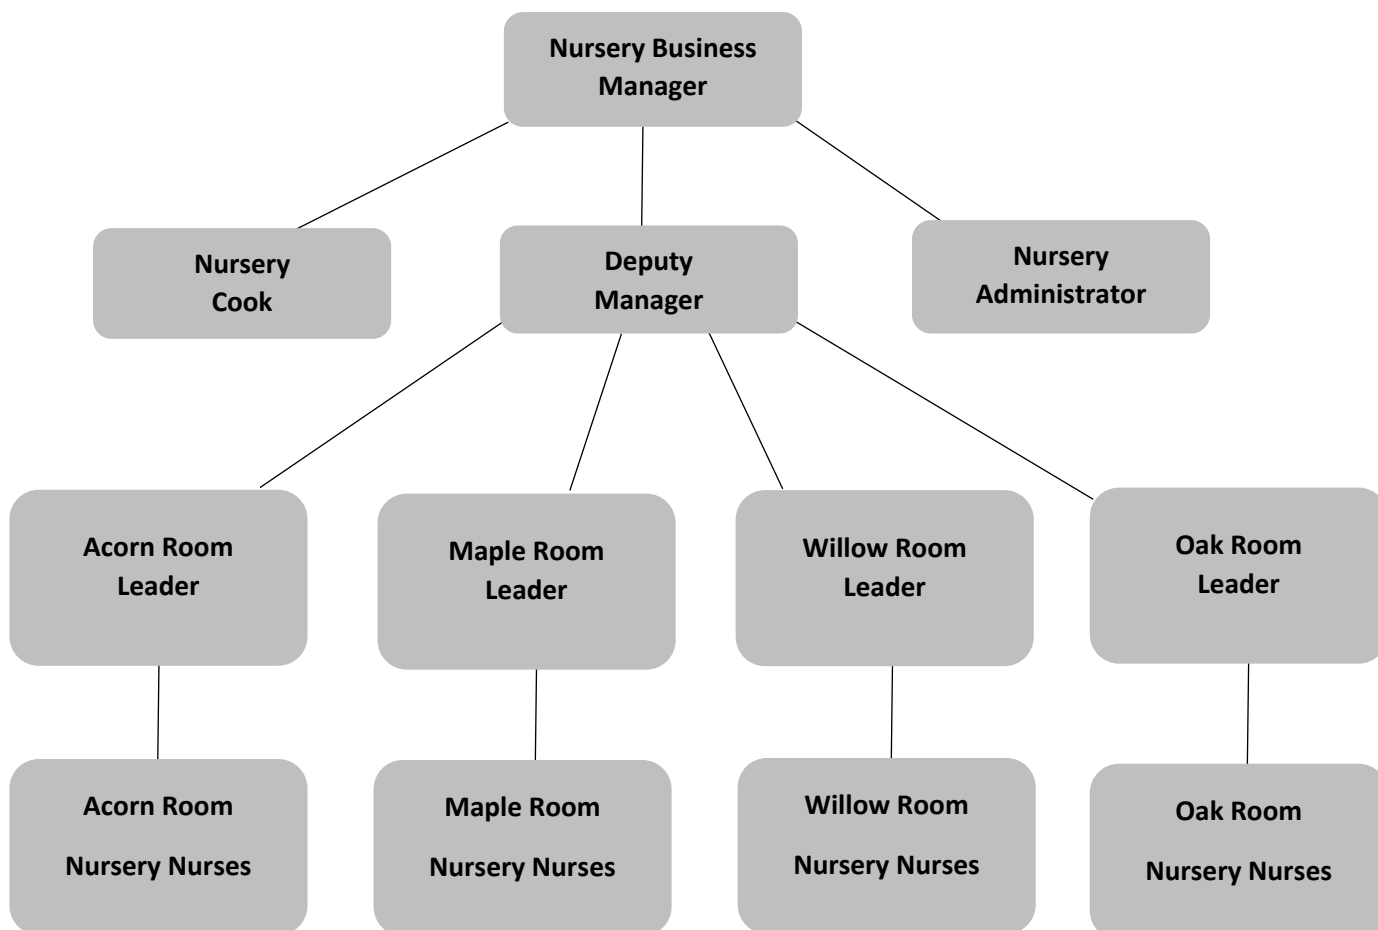 Nursery Business
Manager
Nursery
Cook
Deputy
Manager
Nursery
Administrator
Acorn Room
Leader
Maple Room
Leader
Willow Room
Leader
Oak Room
Leader
Acorn Room
Nursery Nurses
Maple Room
Nursery Nurses
Willow Room
Nursery Nurses
Oak Room
Nursery Nurses